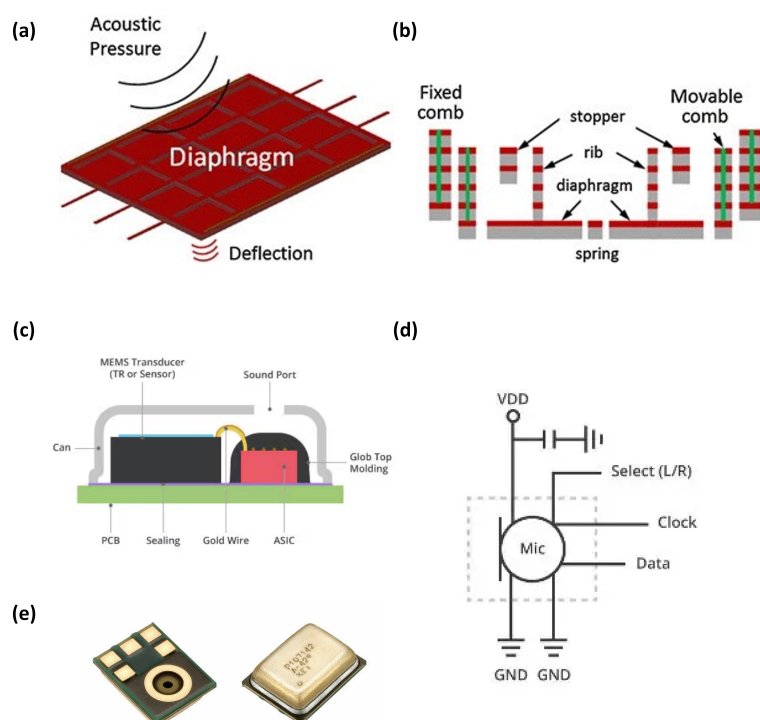 (a)
Acoustic
Pressure
Diaphragm
Deflection
(b)
Fixed
comb
stopper
Movable
comb
rib
diaphragm
spring
(c)
MEMS Transducer
(TR or Sensor)
Sound Port
Can
Glob Top
Molding
PCB
Sealing
Gold Wire
ASIC
(d)
VDD
Select (L/R)
Clock
Mic
Data
GND
GND
(e)